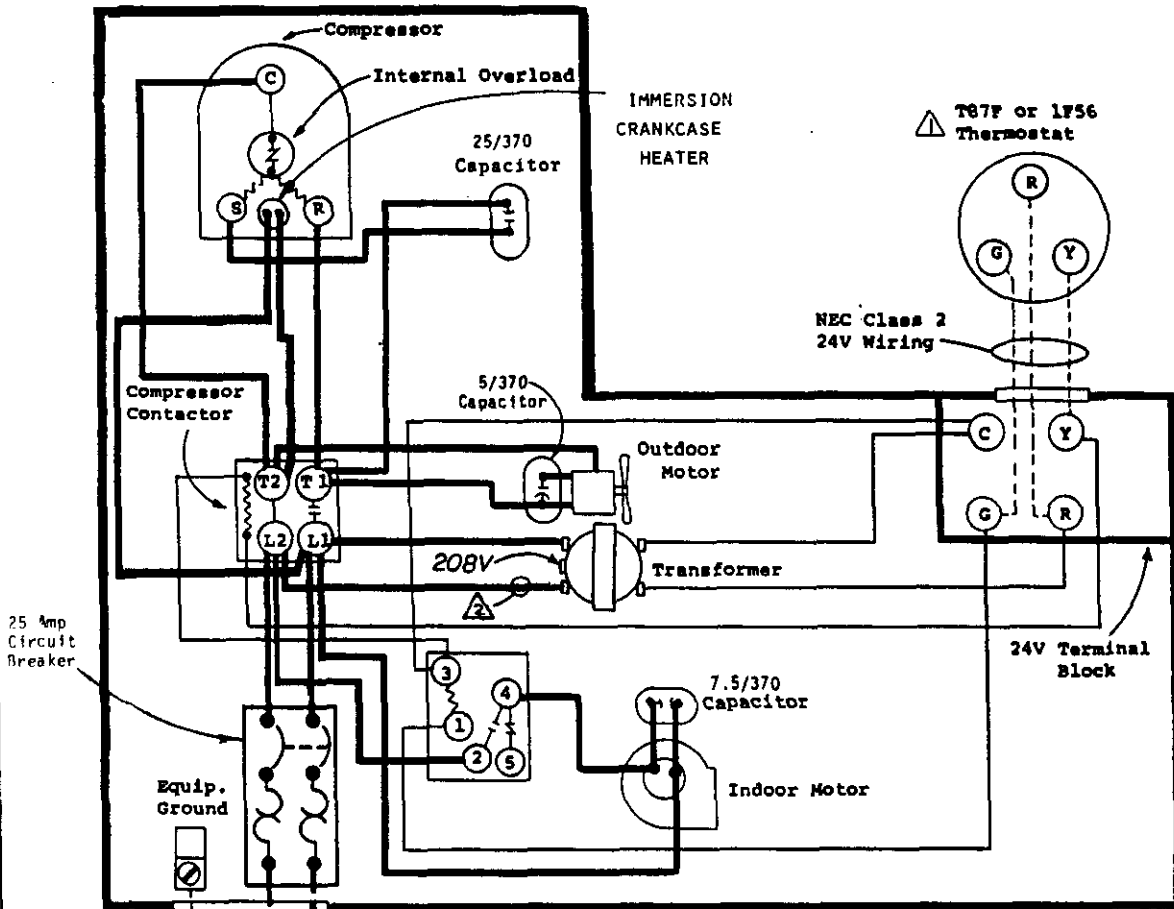 Compressor
C
Internal Overload
IMMERSION
CRANKCASE
HEATER
S
R
25/370
Capacitor
1
T87F or 1F56
Thermostat
R
G
Y
NEC Class 2
24V Wiring
Compressor
Contactor
5/370
Capacitor
Outdoor
Motor
T2
T1
L2
L1
208V
2
Transformer
C
Y
G
R
24V Terminal
Block
25 Amp
Circuit
Breaker
3
4
1
2
5
7.5/370
Capacitor
Indoor Motor
Equip.
Ground